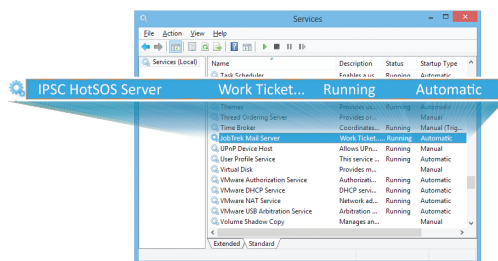 Services
File Action View Help
Services (Local)
Name Description Status Startup Type
Task Scheduler Enables a us... Running Automatic
IPSC HotSOS Server Work Ticket... Running Automatic
Themes Provides us... Running Automatic
Thread Ordering Server Provides or... Manual
Time Broker Coordinates... Running Manual (Trig...
JobTrek Mail Server Work Ticket.... Running Automatic
UPnP Device Host Allows UPn... Running Manual
User Profile Service This service ... Running Automatic
Virtual Disk Provides m... Manual
VMware Authorization Service Authorizati... Running Automatic
VMware DHCP Service DHCP servi... Running Automatic
VMware NAT Service Network ad... Running Automatic
VMware USB Arbitration Service Arbitration ... Running Automatic
Volume Shadow Copy Manages an... Manual
Extended Standard